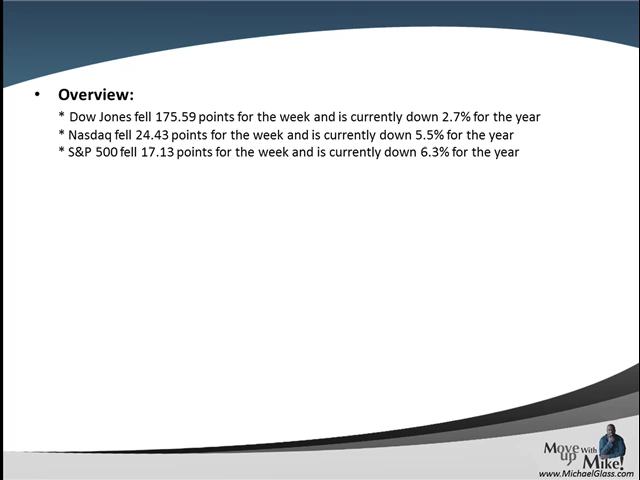 • Overview:
* Dow Jones fell 175.59 points for the week and is currently down 2.7% for the year
* Nasdaq fell 24.43 points for the week and is currently down 5.5% for the year
* S&P 500 fell 17.13 points for the week and is currently down 6.3% for the year
Move up With Mike!
www.MichaelGlass.com